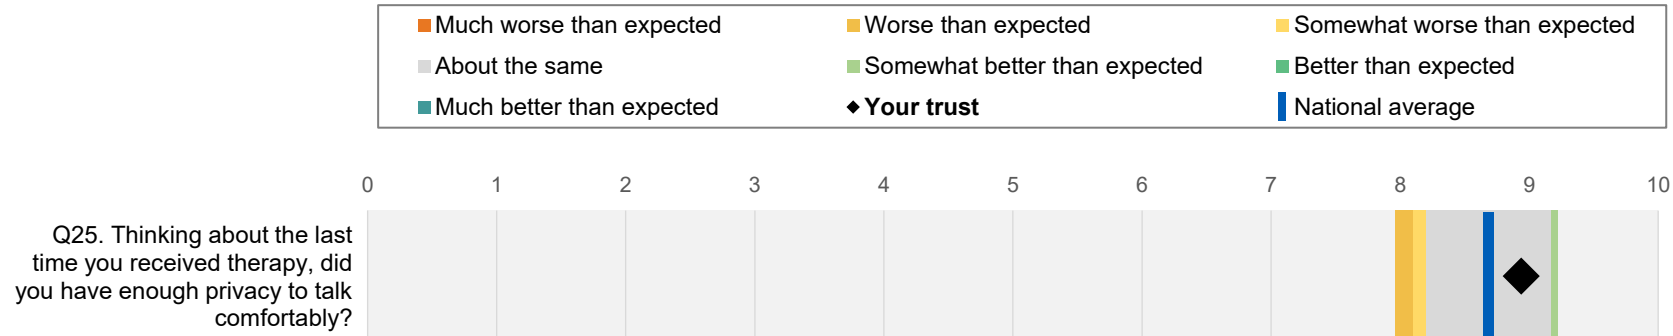 Much worse than expected Worse than expected Somewhat worse than expected
About the same Somewhat better than expected Better than expected
Much better than expected Your trust National average
0 1 2 3 4 5 6 7 8 9 10
Q25. Thinking about the last
time you received therapy, did
you have enough privacy to talk
comfortably?